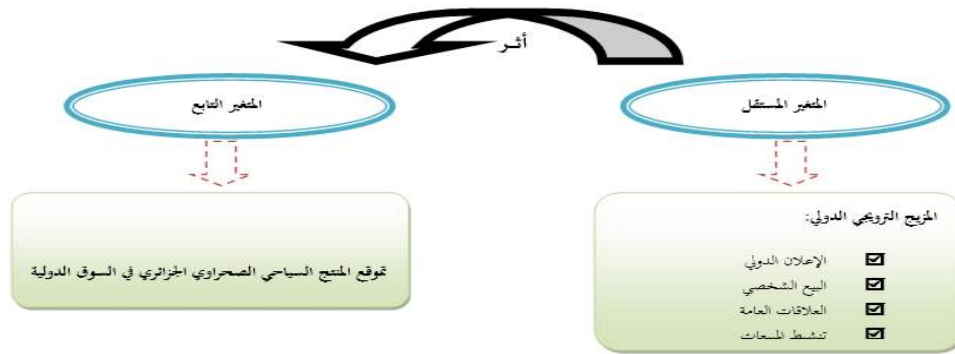 أثـر
المتغير المستقل
المتغير التابع
المزيج الترويجي الدولي:
الإعلان الدولي
البيع الشخصي
العلاقات العامة
تنشيط المبيعات
تموقع المنتج السياحي الصحراوي الجزائري في السوق الدولية